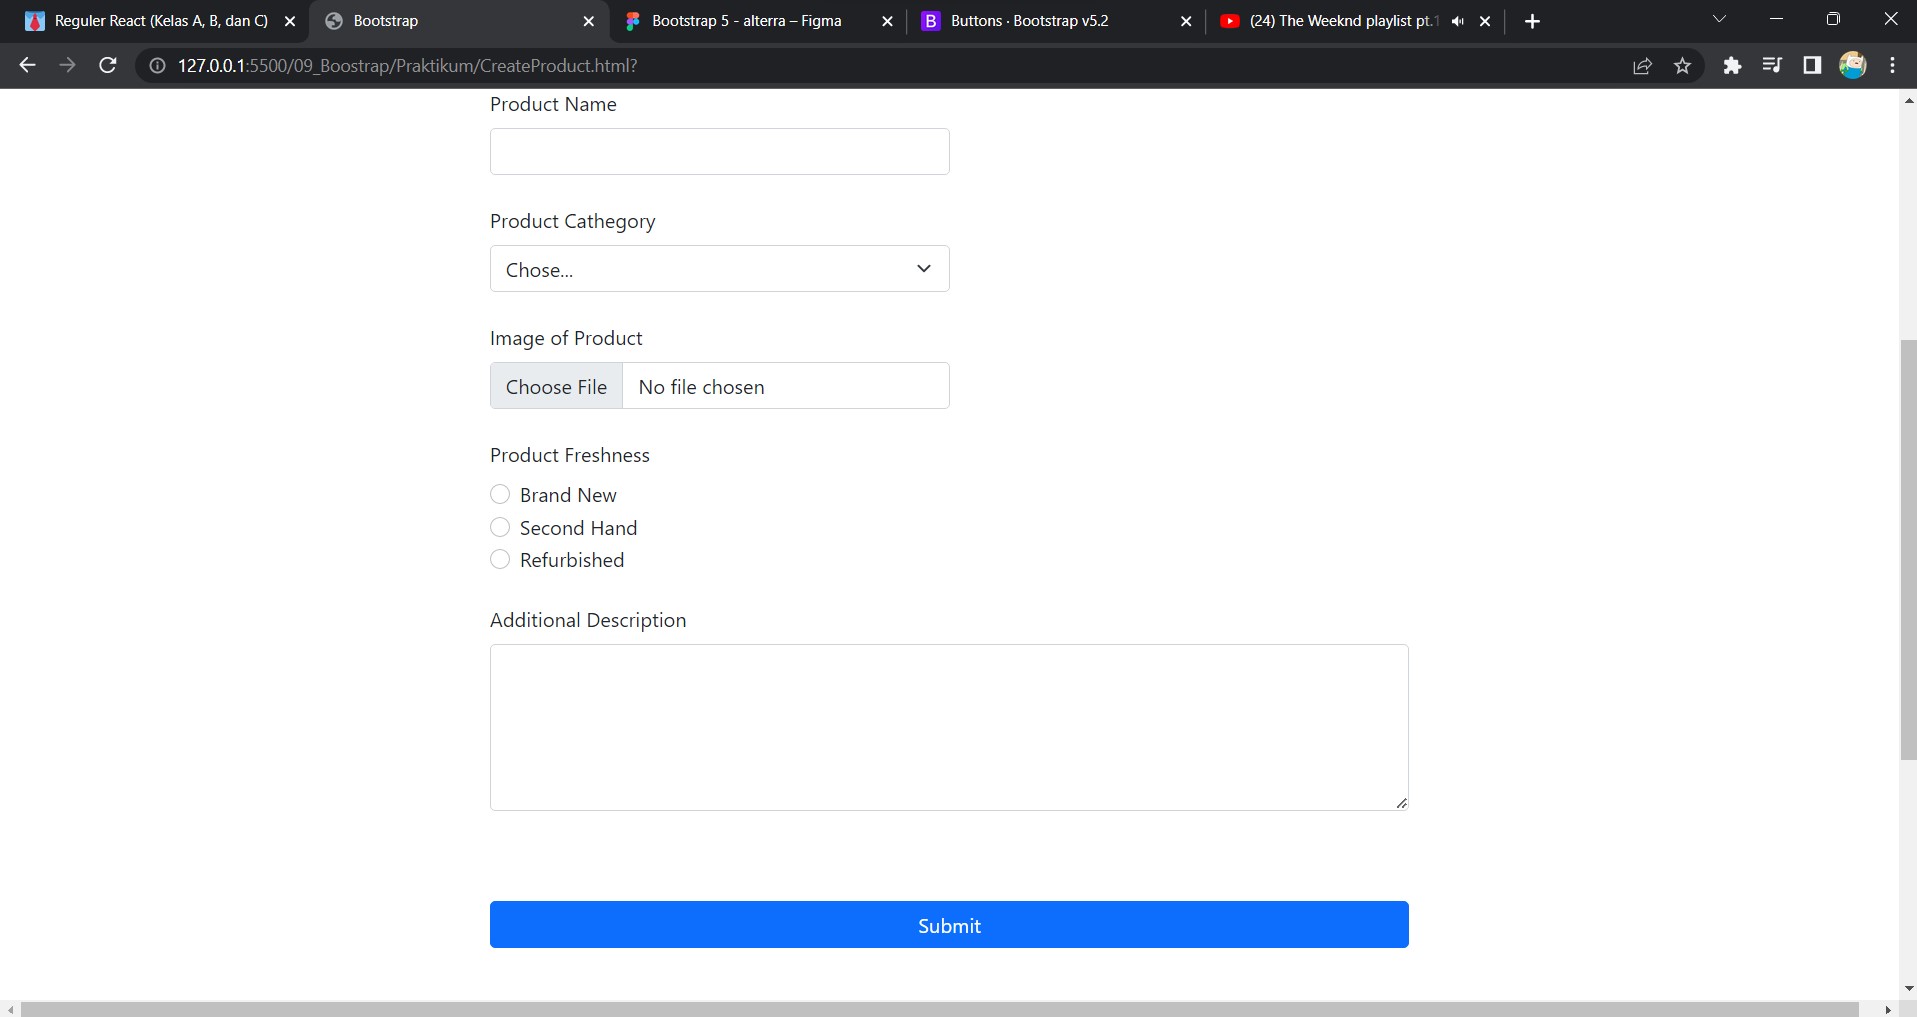 Reguler React (Kelas A, B, dan C)
Bootstrap
Bootstrap 5 - alterra – Figma
B
Buttons · Bootstrap v5.2
(24) The Weeknd playlist pt.1
127.0.0.1:5500/09_Boostrap/Praktikum/CreateProduct.html?
Product Name
Product Cathegory
Chose...
Image of Product
Choose File No file chosen
Product Freshness
Brand New
Second Hand
Refurbished
Additional Description
Submit